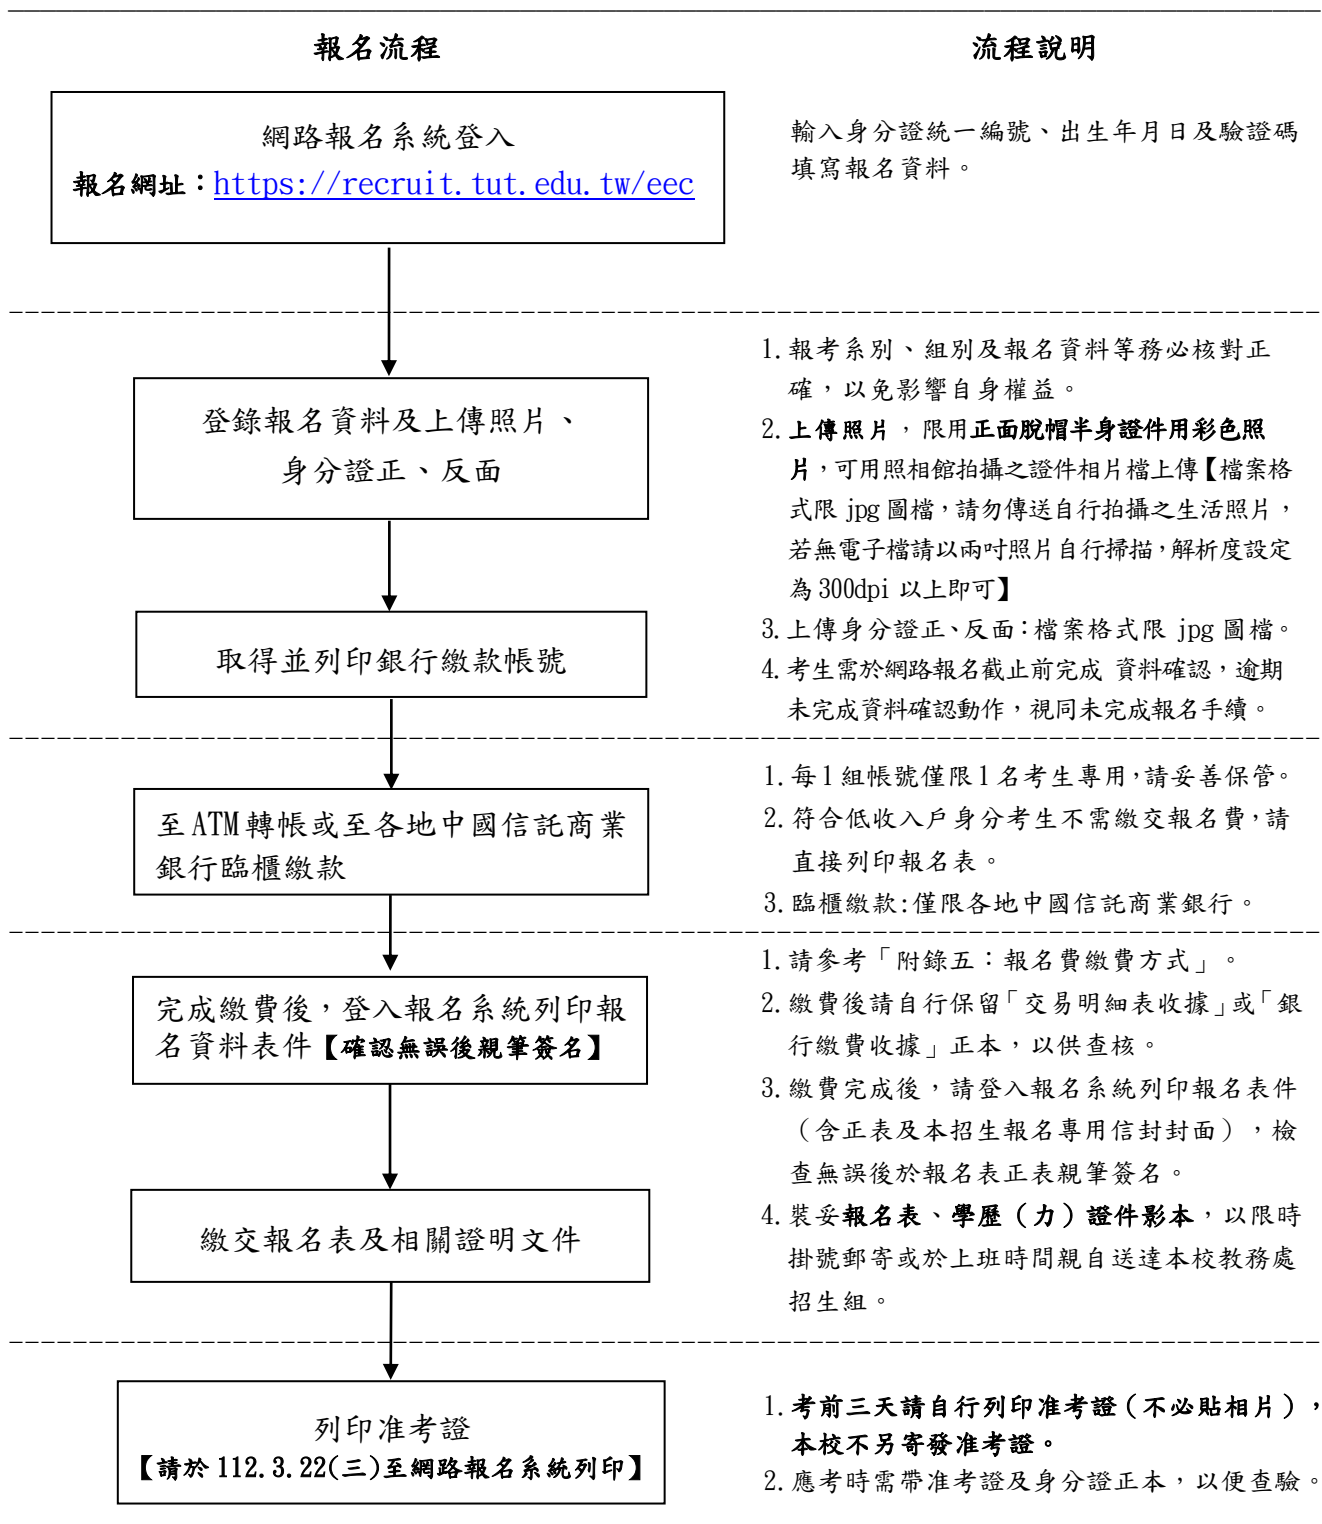 報名流程
流程說明
網路報名系統登入
報名網址：https://recruit.tut.edu.tw/eec
輸入身分證統一編號、出生年月日及驗證碼
填寫報名資料。
登錄報名資料及上傳照片、
身分證正、反面
取得並列印銀行繳款帳號
1.報考系別、組別及報名資料等務必核對正
確，以免影響自身權益。
2.上傳照片，限用正面脫帽半身證件用彩色照
片，可用照相館拍攝之證件相片檔上傳【檔案格
式限 jpg 圖檔，請勿傳送自行拍攝之生活照片，
若無電子檔請以兩吋照片自行掃描，解析度設定
為 300dpi 以上即可】
3.上傳身分證正、反面：檔案格式限 jpg 圖檔。
4.考生需於網路報名截止前完成 資料確認，逾期
未完成資料確認動作，視同未完成報名手續。
至 ATM 轉帳或至各地中國信託商業
銀行臨櫃繳款
1.每 1 組帳號僅限 1 名考生專用，請妥善保管。
2.符合低收入戶身分考生不需繳交報名費，請
直接列印報名表。
3.臨櫃繳款:僅限各地中國信託商業銀行。
完成繳費後，登入報名系統列印報
名資料表件【確認無誤後親筆簽名】
繳交報名表及相關證明文件
1.請參考「附錄五：報名費繳費方式」。
2.繳費後請自行保留「交易明細表收據」或「銀
行繳費收據」正本，以供查核。
3.繳費完成後，請登入報名系統列印報名表件
（含正表及本招生報名專用信封封面），檢
查無誤後於報名表正表親筆簽名。
4.裝妥報名表、學歷（力）證件影本，以限時
掛號郵寄或於上班時間親自送達本校教務處
招生組。
列印准考證
【請於 112.3.22(三)至網路報名系統列印】
1.考前三天請自行列印准考證（不必貼相片），
本校不另寄發准考證。
2.應考時需帶准考證及身分證正本，以便查驗。